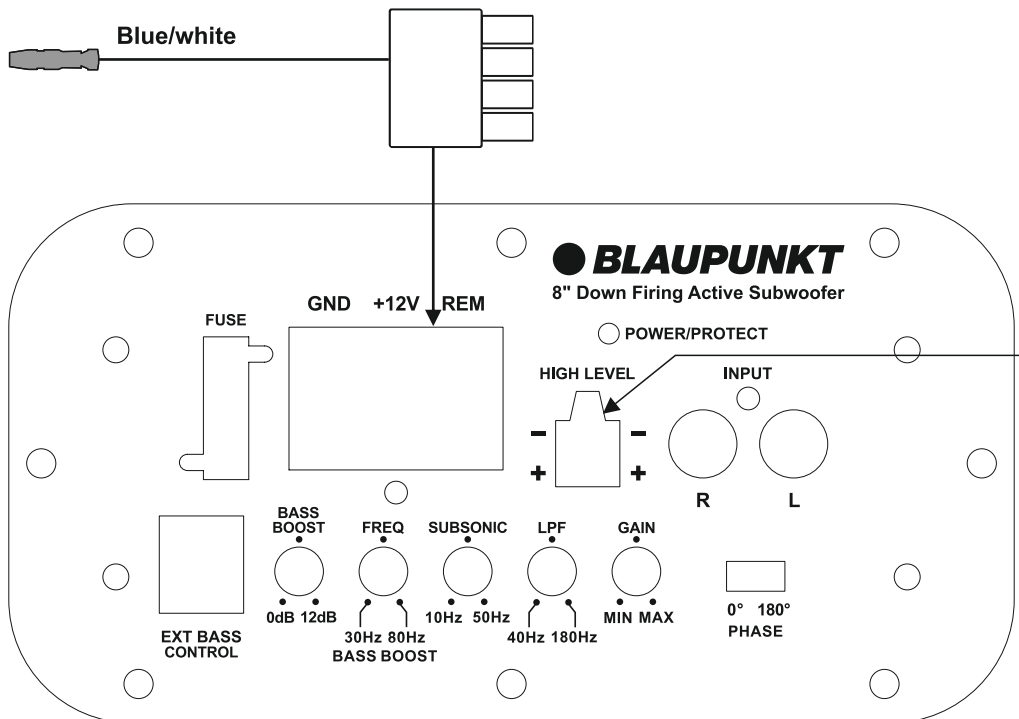 Blue/white
BLAUPUNKT
8" Down Firing Active Subwoofer
GND +12V REM
FUSE
POWER/PROTECT
HIGH LEVEL
INPUT
− −
+ +
R L
BASS
BOOST
FREQ
SUBSONIC
LPF
GAIN
0dB 12dB
30Hz 80Hz
BASS BOOST
10Hz 50Hz
40Hz 180Hz
MIN MAX
0° 180°
PHASE
EXT BASS
CONTROL